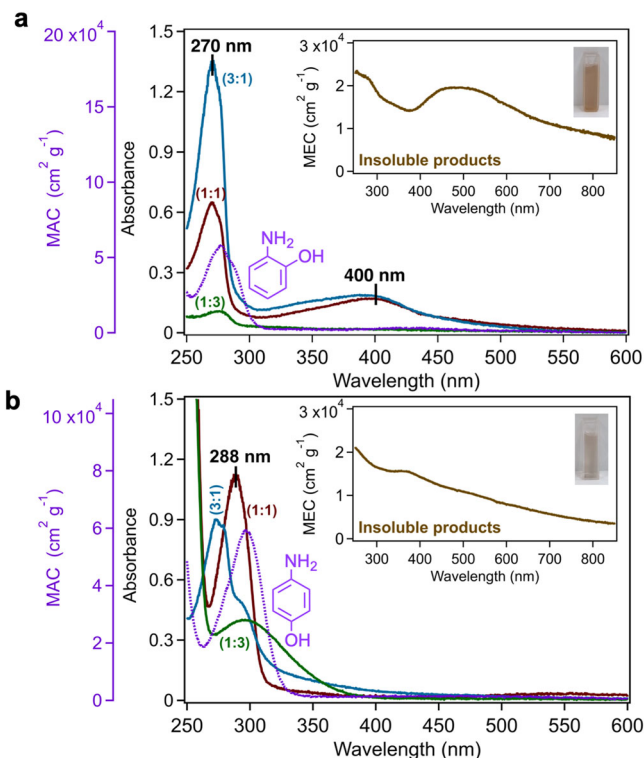 a
20 x10⁴
15
10
5
0
MAC (cm² g⁻¹)
1.5
1.2
0.9
0.6
0.3
0
Absorbance
270 nm
(3:1)
(1:1)
(1:3)
NH₂
OH
400 nm
250 300 350 400 450 500 550 600
Wavelength (nm)
3 x 10⁴
2
1
0
MEC (cm² g⁻¹)
Insoluble products
300 400 500 600 700 800
Wavelength (nm)
b
10 x10⁴
8
6
4
2
0
MAC (cm² g⁻¹)
1.5
1.2
0.9
0.6
0.3
0
Absorbance
288 nm
(3:1)
(1:1)
(1:3)
NH₂
OH
250 300 350 400 450 500 550 600
Wavelength (nm)
3 x 10⁴
2
1
0
MEC (cm² g⁻¹)
Insoluble products
300 400 500 600 700 800
Wavelength (nm)